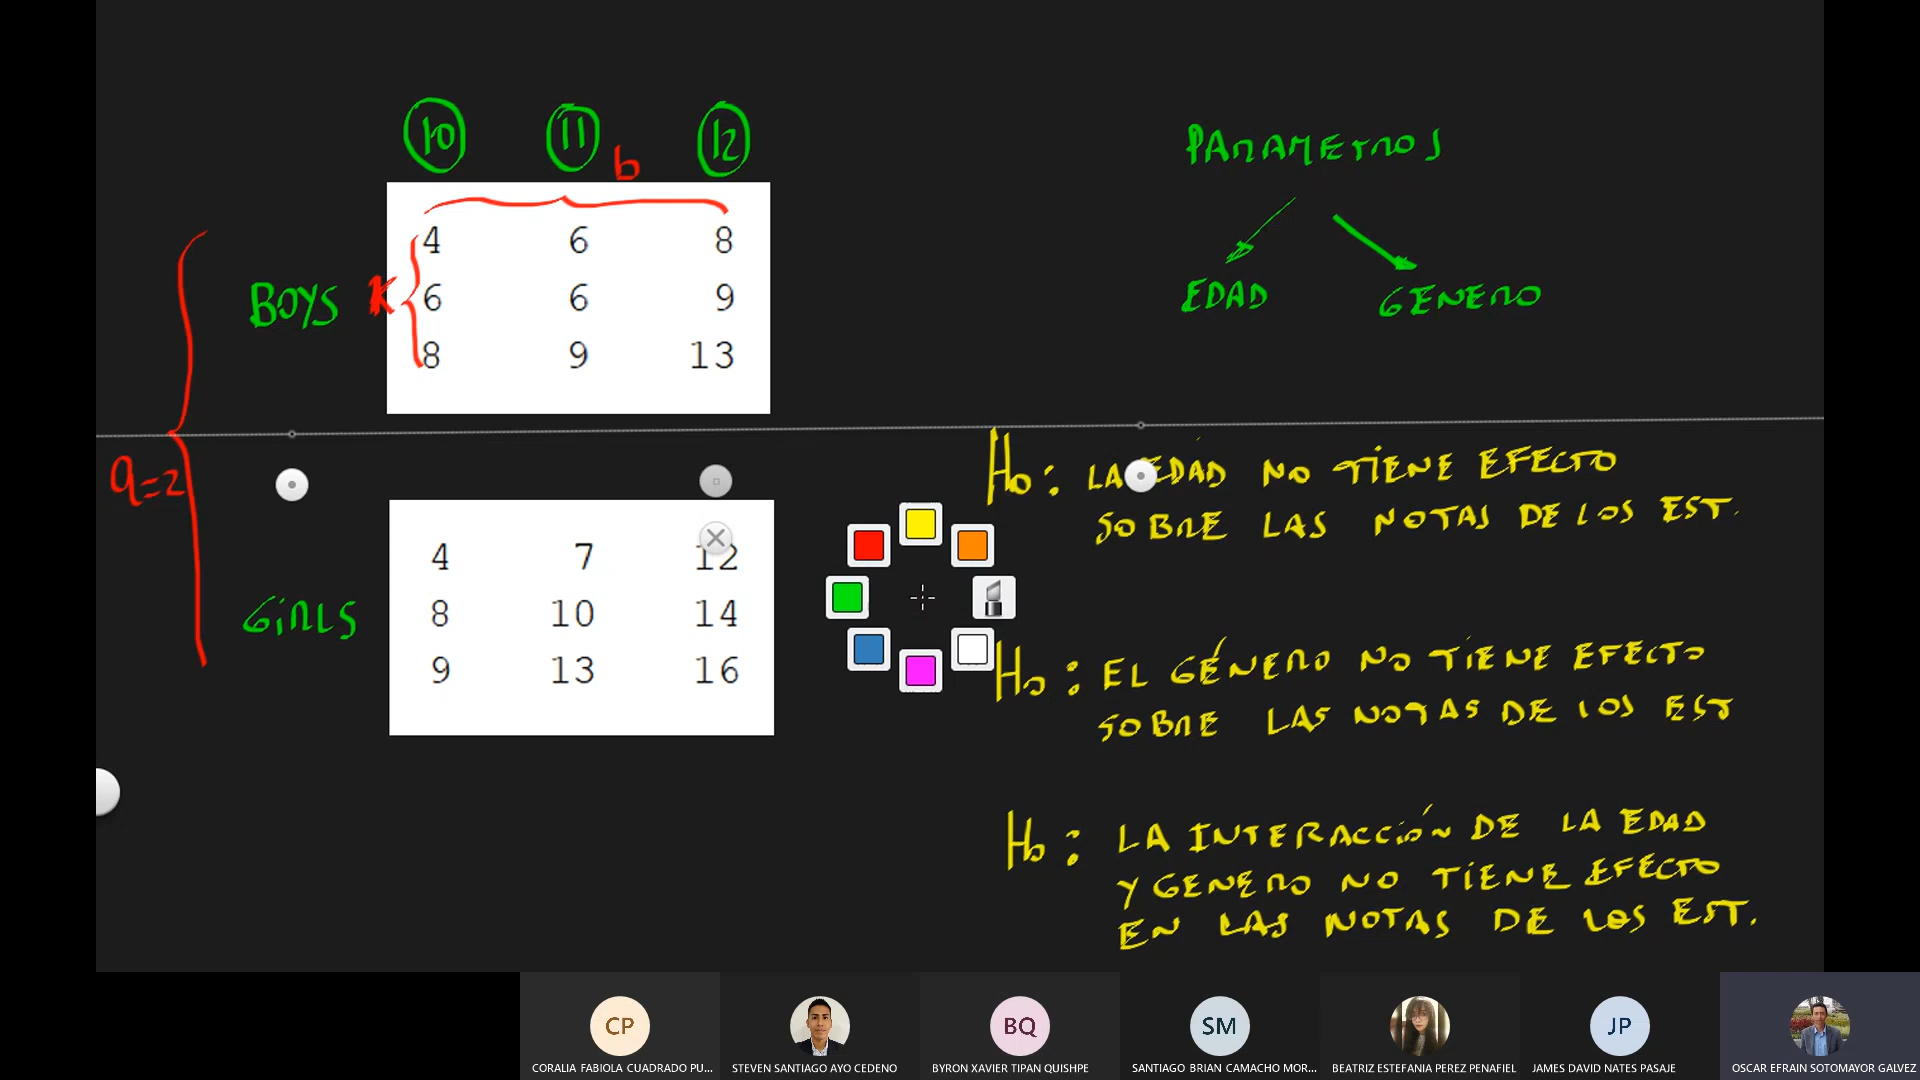 10 11 12
b
PARAMETROS
4 6 8
BOYS K 6 6 9
8 9 13
EDAD GENERO
a=2
H0: LA EDAD NO TIENE EFECTO
SOBRE LAS NOTAS DE LOS EST.
4 7 12
GIRLS 8 10 14
9 13 16
H0: EL GÉNERO NO TIENE EFECTO
SOBRE LAS NOTAS DE LOS EST
H0: LA INTERACCIÓN DE LA EDAD
Y GENERO NO TIENE EFECTO
EN LAS NOTAS DE LOS EST.
CP BQ SM JP
CORALIA FABIOLA CUADRADO PU... STEVEN SANTIAGO AYO CEDENO BYRON XAVIER TIPAN QUISHPE SANTIAGO BRIAN CAMACHO MOR... BEATRIZ ESTEFANIA PEREZ PENAFIEL JAMES DAVID NATES PASAJE OSCAR EFRAIN SOTOMAYOR GALVEZ